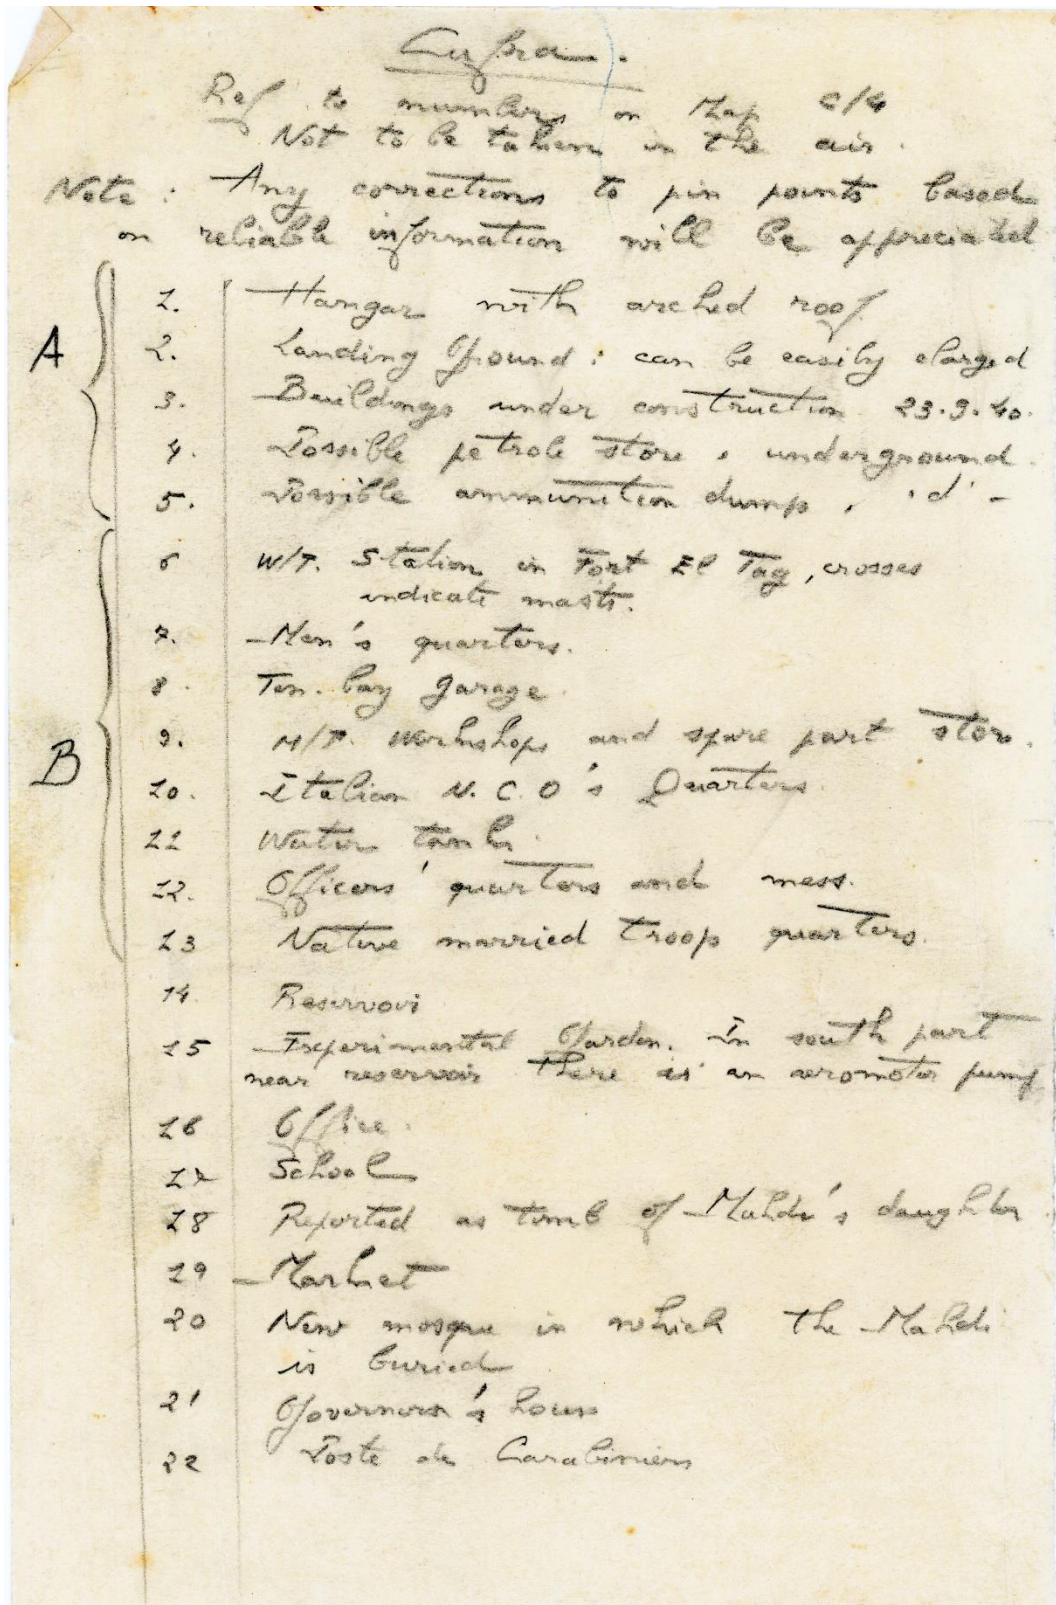 Cufra.
Ref to numbers on Map C/4
Not to be taken in the air.
Note : Any corrections to pin points based
on reliable information will be appreciated
A
1. Hangar with arched roof.
2. Landing Ground : can be easily elarged
3. Buildings under construction 23.9.40.
4. Possible petrole store, underground.
5. Possible ammunition dump, 'd' -
B
6 W/T. Station in Fort El Tag, crosses
indicate masts.
7. Men's quarters.
8. Ten. bay garage.
9. M/T. Workshops and spare part store.
10. Italian N.C.O's Quarters.
11 Water tank.
12. Officers' quarters and mess.
13 Native married troop quarters.
14. Reservoir
15 Experimental Garden. In south part
near reservoir there is an aeromotor pump
16 Office.
17 School
18 Reported as tomb of Mahdi's daughter.
19 Market
20 New mosque in which the Mahdi
is buried
21 Governor's house
22 Poste de Carabiniers